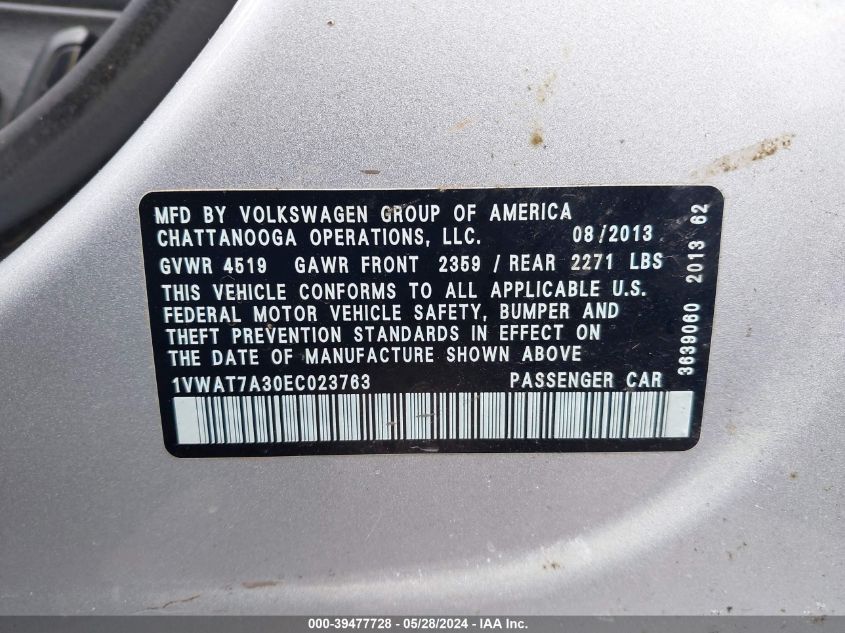 MFD BY VOLKSWAGEN GROUP OF AMERICA
CHATTANOOGA OPERATIONS, LLC. 08/2013
GVWR 4519 GAWR FRONT 2359 / REAR 2271 LBS
THIS VEHICLE CONFORMS TO ALL APPLICABLE U.S.
FEDERAL MOTOR VEHICLE SAFETY, BUMPER AND
THEFT PREVENTION STANDARDS IN EFFECT ON
THE DATE OF MANUFACTURE SHOWN ABOVE
1VWAT7A30EC023763 PASSENGER CAR
3639060 2013 62
000-39477728 - 05/28/2024 - IAA Inc.